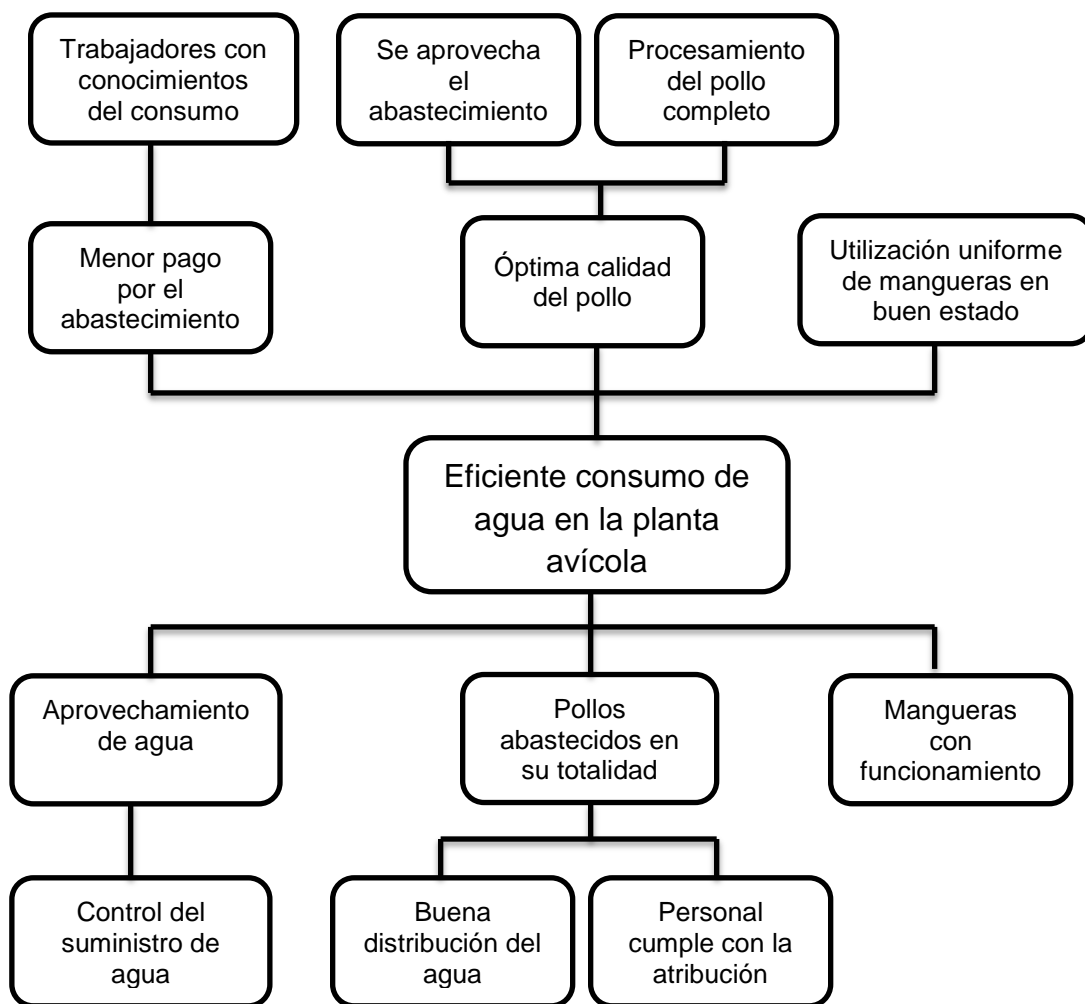 Trabajadores con
conocimientos
del consumo
Se aprovecha
el
abastecimiento
Procesamiento
del pollo
completo
Menor pago
por el
abastecimiento
Óptima calidad
del pollo
Utilización uniforme
de mangueras en
buen estado
Eficiente consumo de
agua en la planta
avícola
Aprovechamiento
de agua
Pollos
abastecidos en
su totalidad
Mangueras
con
funcionamiento
Control del
suministro de
agua
Buena
distribución del
agua
Personal
cumple con la
atribución